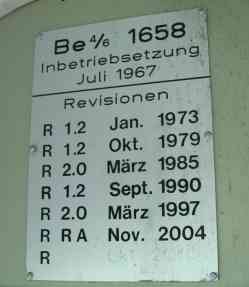 Be 4/6 1658
Inbetriebsetzung
Juli 1967
Revisionen
R 1.2 Jan. 1973
R 1.2 Okt. 1979
R 2.0 März 1985
R 1.2 Sept. 1990
R 2.0 März 1997
R R A Nov. 2004
R